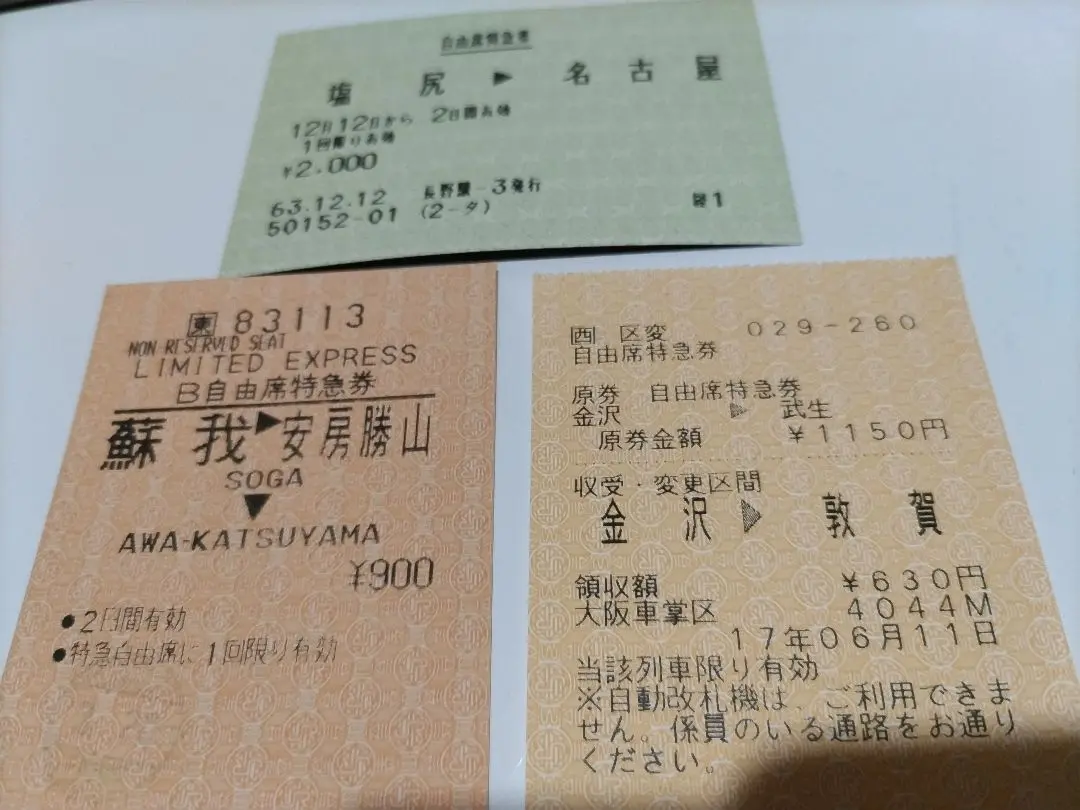 自由席特急券
塩尻▶名古屋
12月12日から 2日間有効
1回限り有効
¥2,000
63.12.12 長野駅-3発行
50152-01 (2-タ)
東 83113
NON RESERVED SEAT
LIMITED EXPRESS
B自由席特急券
蘇我▶安房勝山
SOGA
▼
AWA-KATSUYAMA
¥900
●2日間有効
●特急自由席に1回限り有効
西 区変 029-260
自由席特急券
原券 自由席特急券
金沢 ▶ 武生
原券金額 ¥1150円
収受・変更区間
金沢▶敦賀
領収額 ¥630円
大阪車掌区 4044M
17年06月11日
当該列車限り有効
※自動改札機は、ご利用できま
せん。係員のいる通路をお通り
ください。